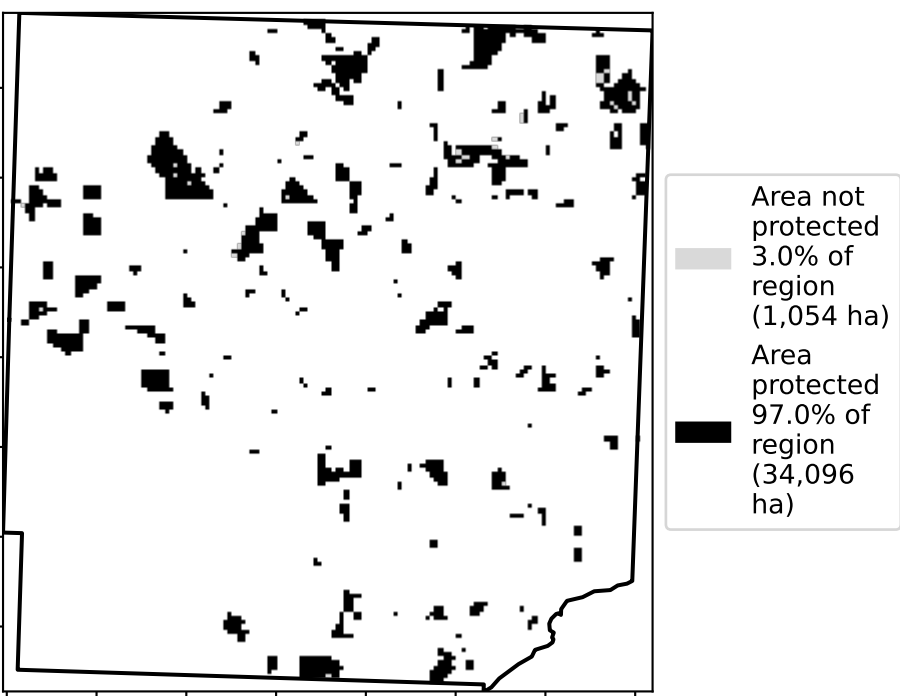 Area not
protected
3.0% of
region
(1,054 ha)
Area
protected
97.0% of
region
(34,096
ha)